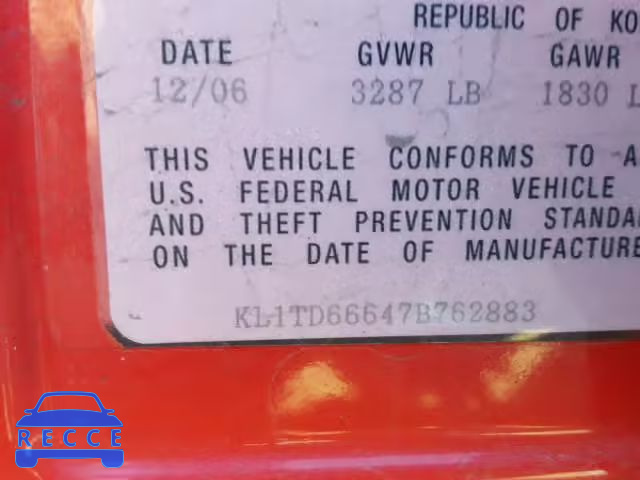 REPUBLIC OF KO
DATE GVWR GAWR
12/06 3287 LB 1830 L
THIS VEHICLE CONFORMS TO A
U.S. FEDERAL MOTOR VEHICLE
AND THEFT PREVENTION STANDA
ON THE DATE OF MANUFACTURE
KL1TD66647B762883
RECCE